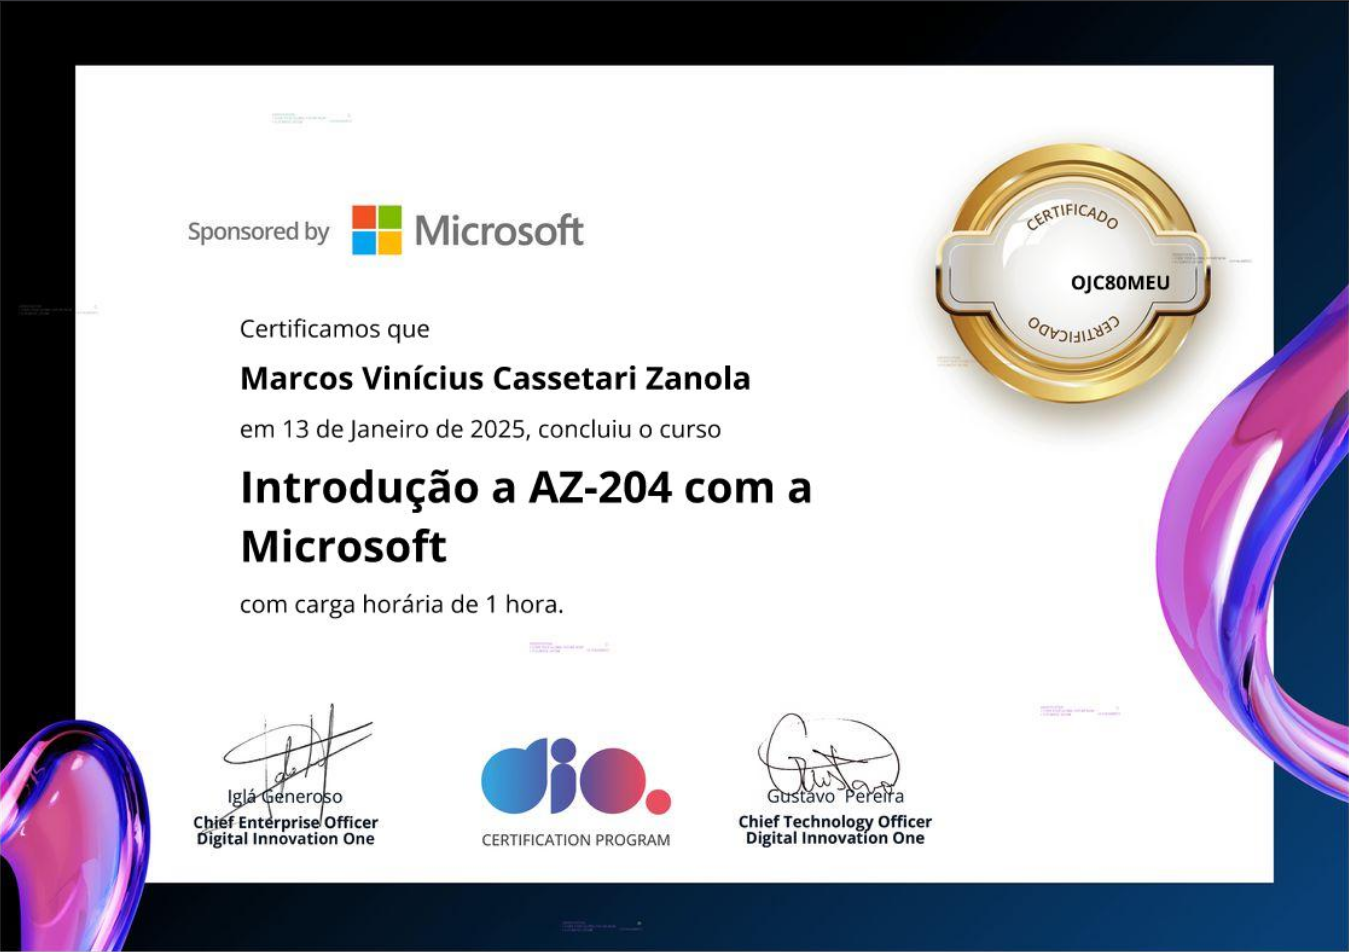 Sponsored by Microsoft
CERTIFICADO
OJC80MEU
CERTIFICADO
Certificamos que
Marcos Vinícius Cassetari Zanola
em 13 de Janeiro de 2025, concluiu o curso
Introdução a AZ-204 com a
Microsoft
com carga horária de 1 hora.
Iglá Generoso
Chief Enterprise Officer
Digital Innovation One
dio.
CERTIFICATION PROGRAM
Gustavo
Gustavo Pereira
Chief Technology Officer
Digital Innovation One